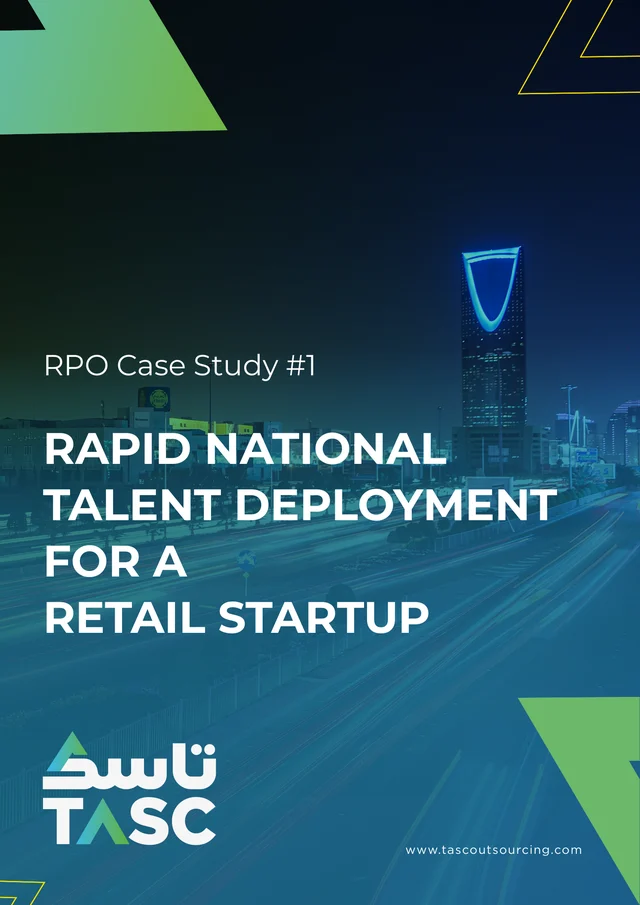 RPO Case Study #1
RAPID NATIONAL
TALENT DEPLOYMENT
FOR A
RETAIL STARTUP
تاسك
TASC
www.tascoutsourcing.com